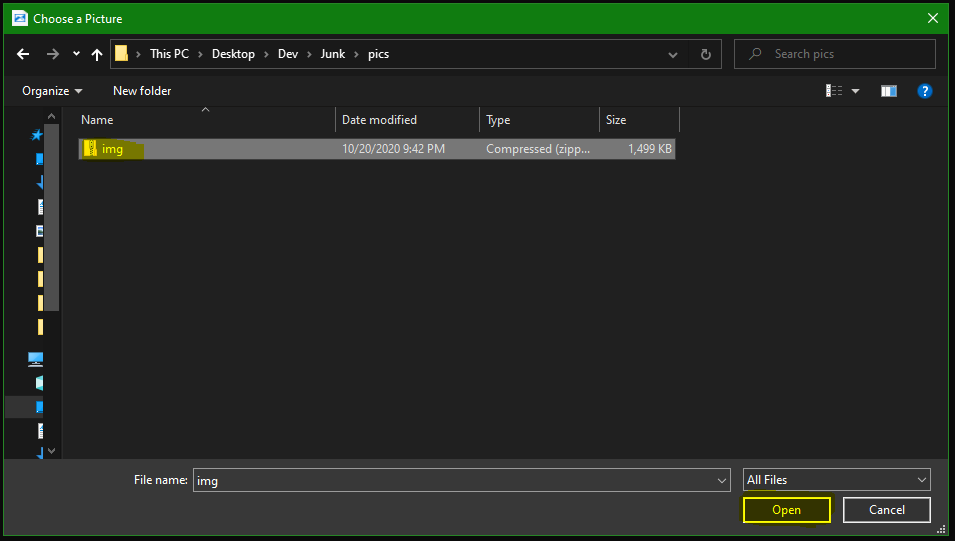 Choose a Picture
This PC Desktop Dev Junk pics Search pics
Organize New folder ?
Name Date modified Type Size
img 10/20/2020 9:42 PM Compressed (zipp... 1,499 KB
File name: img All Files
Open Cancel